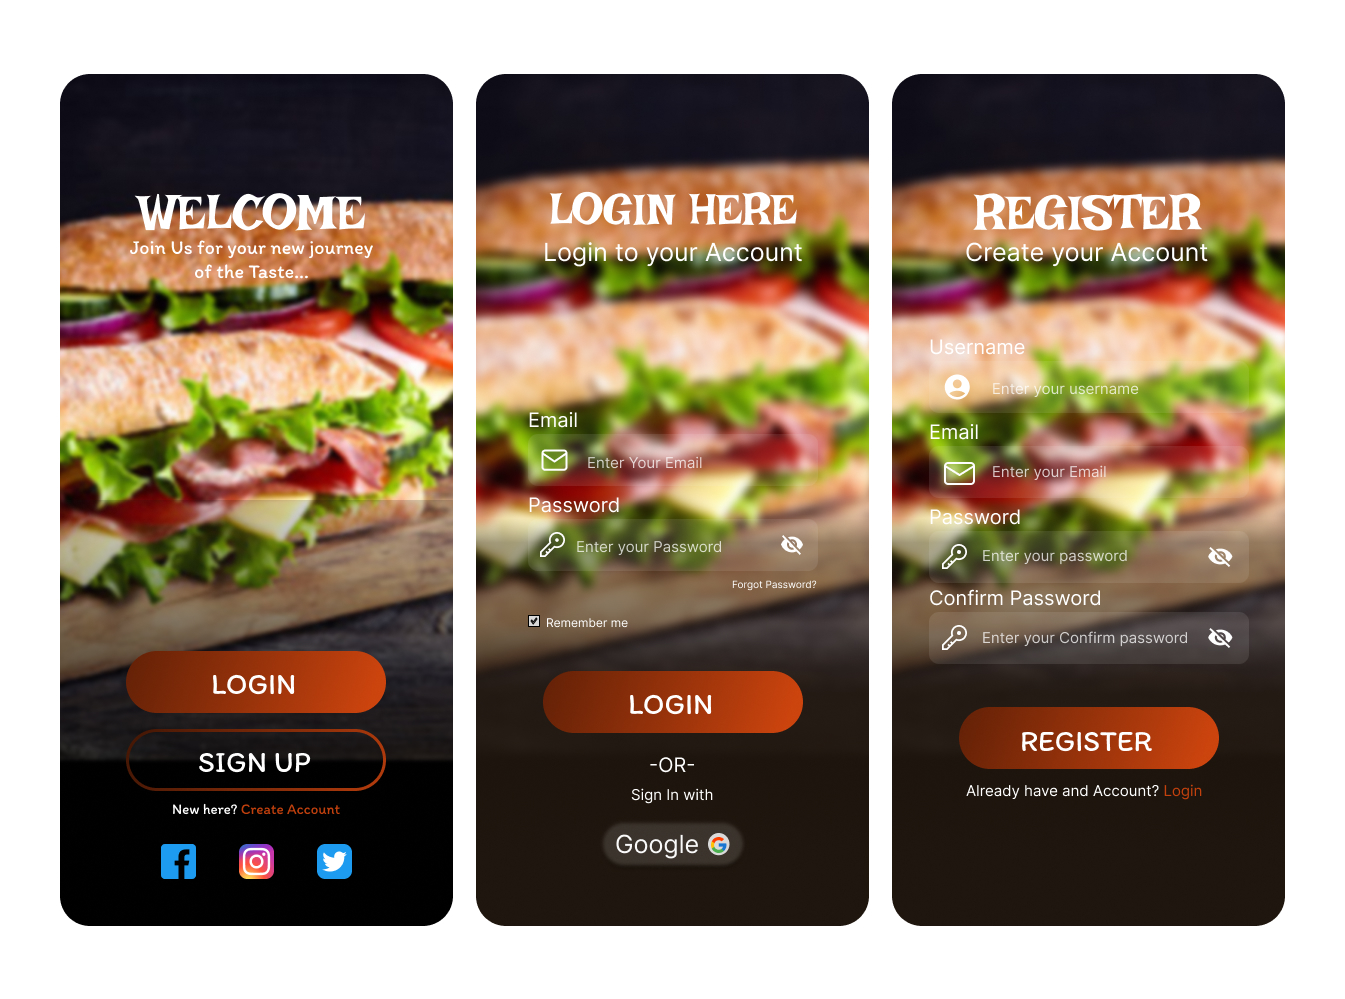 WELCOME
Join Us for your new journey
of the Taste...
LOGIN
SIGN UP
New here? Create Account
LOGIN HERE
Login to your Account
Email
Enter Your Email
Password
Enter your Password
Forgot Password?
Remember me
LOGIN
-OR-
Sign In with
Google
REGISTER
Create your Account
Username
Enter your username
Email
Enter your Email
Password
Enter your password
Confirm Password
Enter your Confirm password
REGISTER
Already have and Account? Login